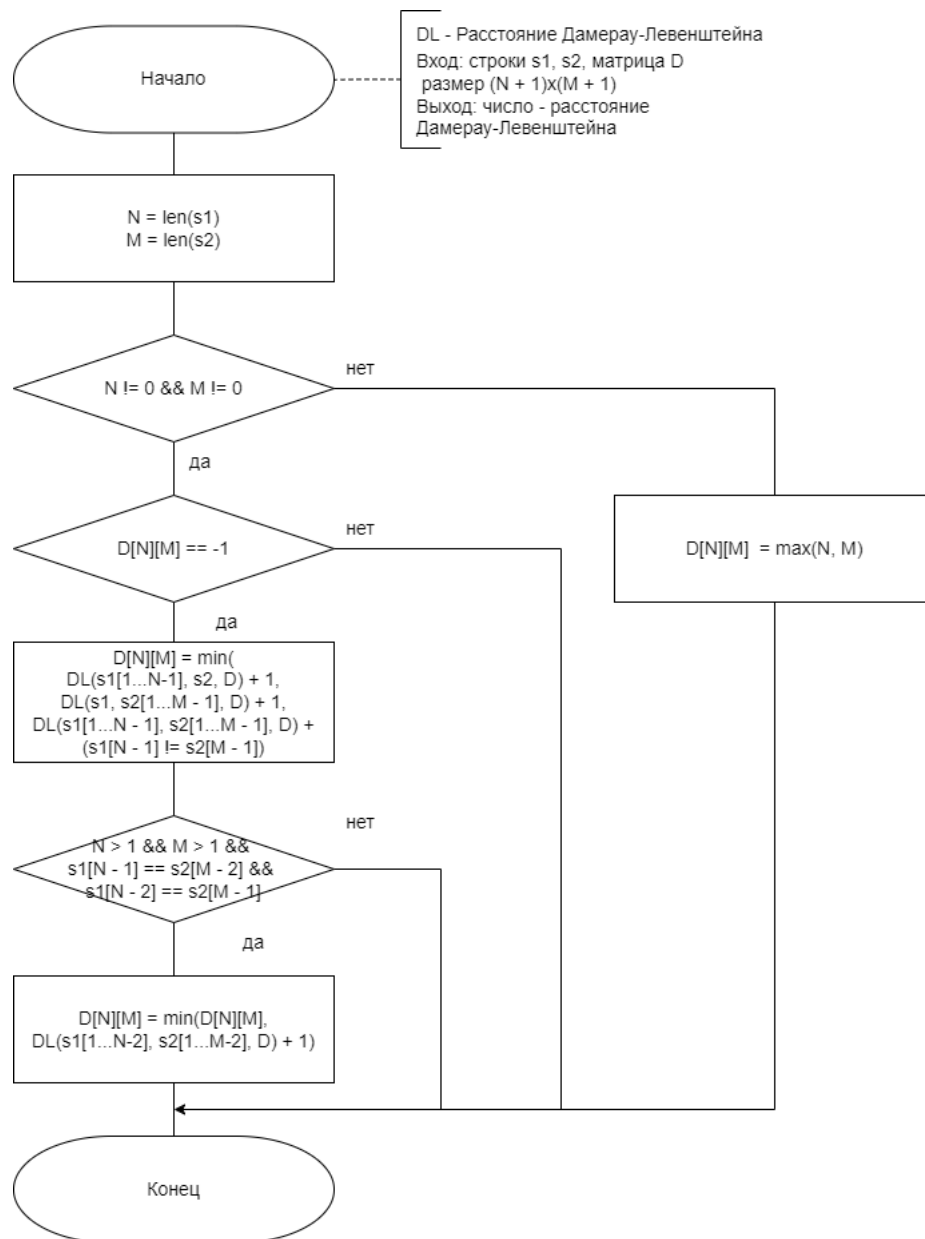 Начало
DL - Расстояние Дамерау-Левенштейна
Вход: строки s1, s2, матрица D
размер (N + 1)x(M + 1)
Выход: число - расстояние
Дамерау-Левенштейна
N = len(s1)
M = len(s2)
N != 0 && M != 0
нет
да
D[N][M] == -1
нет
D[N][M] = max(N, M)
да
D[N][M] = min(
DL(s1[1...N-1], s2, D) + 1,
DL(s1, s2[1...M - 1], D) + 1,
DL(s1[1...N - 1], s2[1...M - 1], D) +
(s1[N - 1] != s2[M - 1])
нет
N > 1 && M > 1 &&
s1[N - 1] == s2[M - 2] &&
s1[N - 2] == s2[M - 1]
да
D[N][M] = min(D[N][M],
DL(s1[1...N-2], s2[1...M-2], D) + 1)
Конец